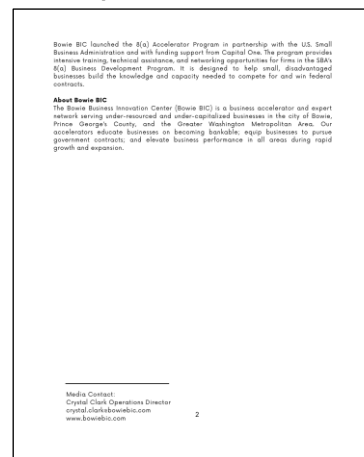 Bowie BIC launched the 8(a) Accelerator Program in partnership with the U.S. Small
Business Administration and with funding support from Capital One. The program provides
intensive training, technical assistance, and networking opportunities for firms in the SBA's
8(a) Business Development Program. It is designed to help small, disadvantaged
businesses build the knowledge and capacity needed to compete for and win federal
contracts.
About Bowie BIC
The Bowie Business Innovation Center (Bowie BIC) is a business accelerator and expert
network serving under-resourced and under-capitalized businesses in the city of Bowie,
Prince George's County, and the Greater Washington Metropolitan Area. Our
accelerators educate businesses on becoming bankable; equip businesses to pursue
government contracts; and elevate business performance in all areas during rapid
growth and expansion.
Media Contact:
Crystal Clark Operations Director
crystal.clark@bowiebic.com
www.bowiebic.com
2